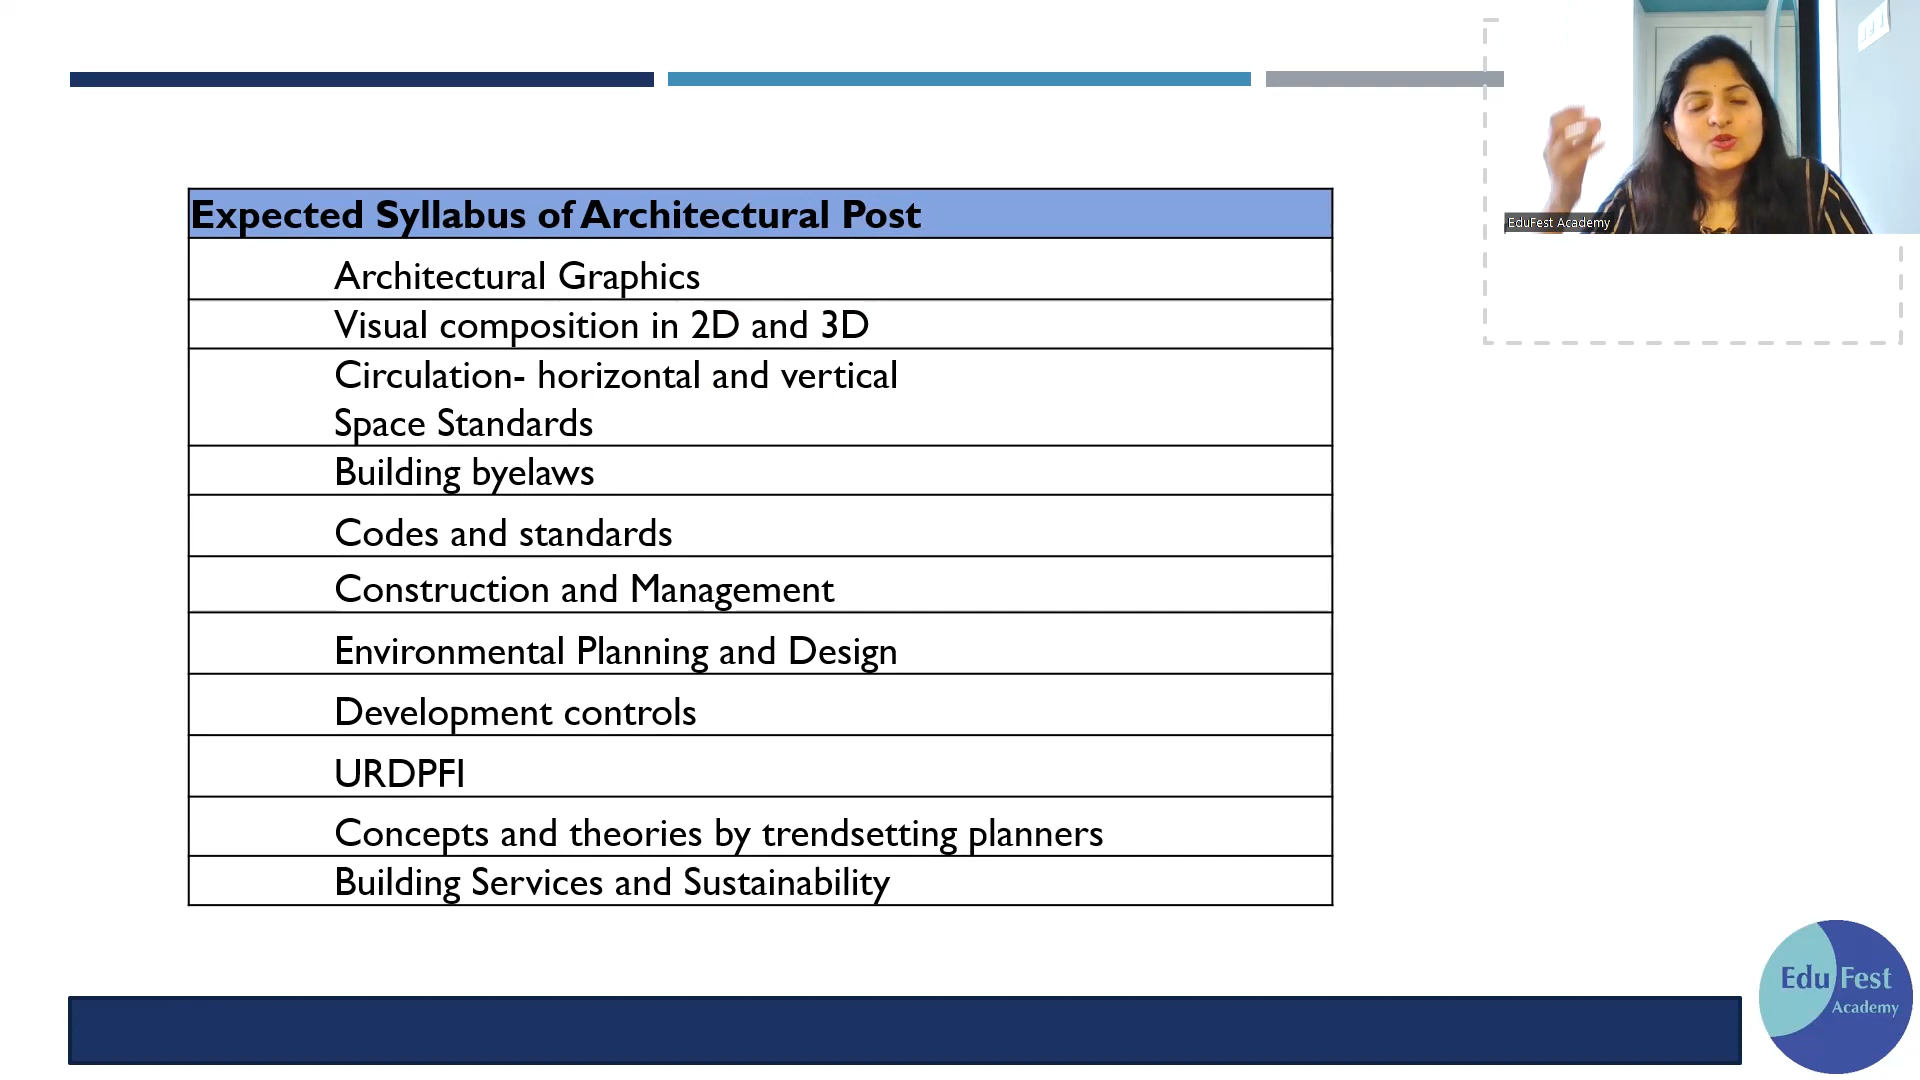 EduFest Academy
Expected Syllabus of Architectural Post
Architectural Graphics
Visual composition in 2D and 3D
Circulation- horizontal and vertical
Space Standards
Building byelaws
Codes and standards
Construction and Management
Environmental Planning and Design
Development controls
URDPFI
Concepts and theories by trendsetting planners
Building Services and Sustainability
Edu Fest
Academy